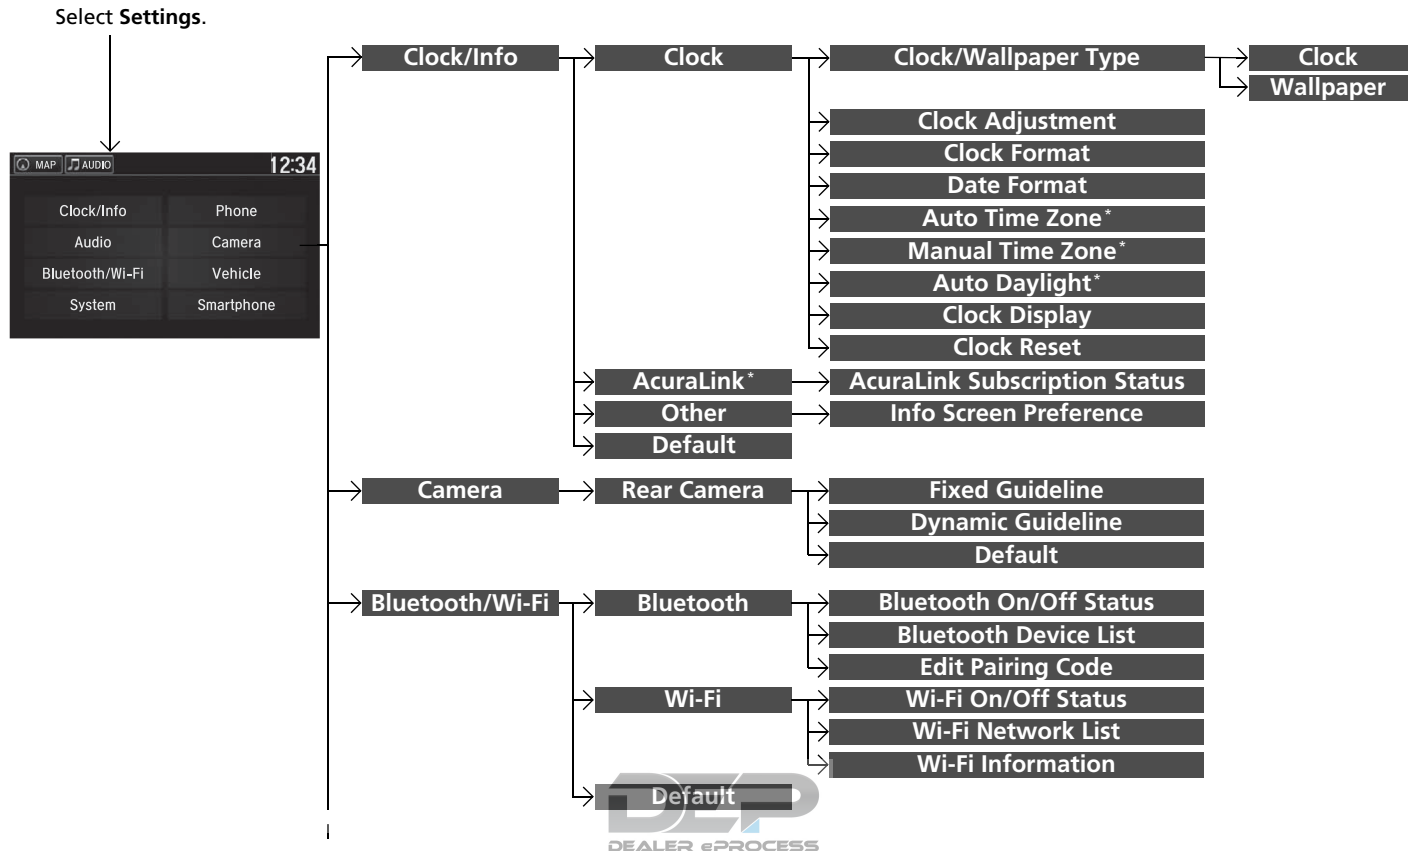 Select Settings.
Clock/Info
Clock
Clock/Wallpaper Type
Clock
Wallpaper
Clock Adjustment
Clock Format
Date Format
Auto Time Zone*
Manual Time Zone*
Auto Daylight*
Clock Display
Clock Reset
MAP AUDIO 12:34
Clock/Info Phone
Audio Camera
Bluetooth/Wi-Fi Vehicle
System Smartphone
AcuraLink*
AcuraLink Subscription Status
Other
Info Screen Preference
Default
Camera
Rear Camera
Fixed Guideline
Dynamic Guideline
Default
Bluetooth/Wi-Fi
Bluetooth
Bluetooth On/Off Status
Bluetooth Device List
Edit Pairing Code
Wi-Fi
Wi-Fi On/Off Status
Wi-Fi Network List
Wi-Fi Information
Default
DEP
DEALER ePROCESS